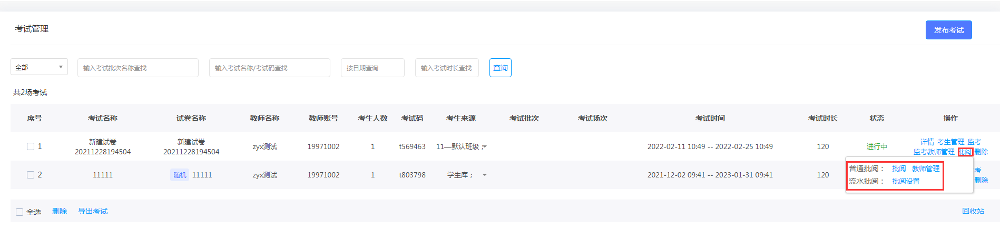 考试管理
发布考试
全部
输入考试批次名称查找
输入考试名称/考试码查找
按日期查询
输入考试时长查找
查询
共2场考试
序号 考试名称 试卷名称 教师名称 教师账号 考生人数 考试码 考生来源 考试批次 考试场次 考试时间 考试时长 状态 操作
1 新建试卷 20211228194504 新建试卷 20211228194504 zyx测试 19971002 1 t569463 11—默认班级； 2022-02-11 10:49 -- 2022-02-25 10:49 120 进行中 详情 考生管理 监考
监考教师管理 批阅 删除
2 11111 随机 11111 zyx测试 19971002 1 t803798 学生库； 2021-12-02 09:41 -- 2023-01-31 09:41 120 考
删除
普通批阅： 批阅 教师管理
流水批阅： 批阅设置
全选 删除 导出考试 回收站